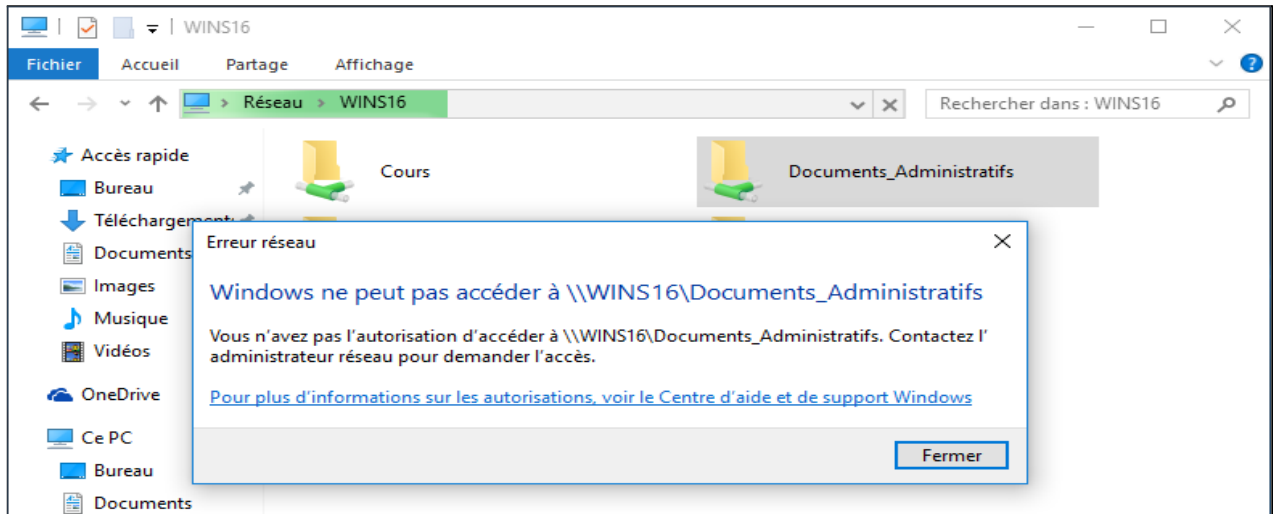 WINS16
Fichier Accueil Partage Affichage
Réseau > WINS16 Rechercher dans : WINS16
Accès rapide
Bureau
Documents
Images
Musique
Vidéos
OneDrive
Ce PC
Bureau
Documents
Cours Documents_Administratifs
Erreur réseau
Windows ne peut pas accéder à \\WINS16\Documents_Administratifs
Vous n’avez pas l’autorisation d’accéder à \\WINS16\Documents_Administratifs. Contactez l’
administrateur réseau pour demander l’accès.
Pour plus d’informations sur les autorisations, voir le Centre d’aide et de support Windows
Fermer